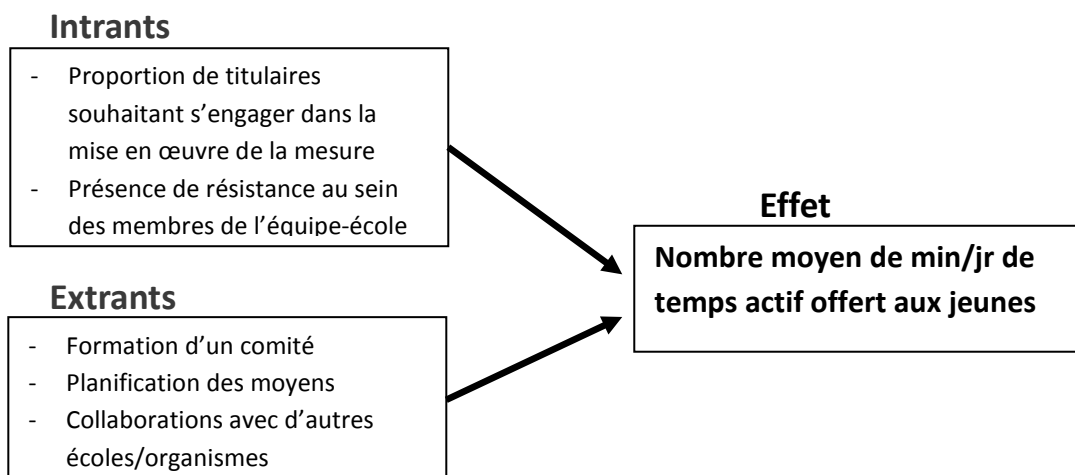 Intrants
- Proportion de titulaires
souhaitant s’engager dans la
mise en œuvre de la mesure
- Présence de résistance au sein
des membres de l’équipe-école
Effet
Nombre moyen de min/jr de
temps actif offert aux jeunes
Extrants
- Formation d’un comité
- Planification des moyens
- Collaborations avec d’autres
écoles/organismes